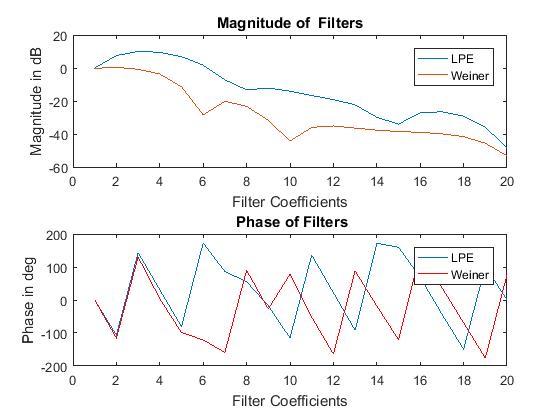 Magnitude of Filters
20
0
-20
-40
-60
Magnitude in dB
LPE
Weiner
0 2 4 6 8 10 12 14 16 18 20
Filter Coefficients
Phase of Filters
200
100
0
-100
-200
Phase in deg
LPE
Weiner
0 2 4 6 8 10 12 14 16 18 20
Filter Coefficients